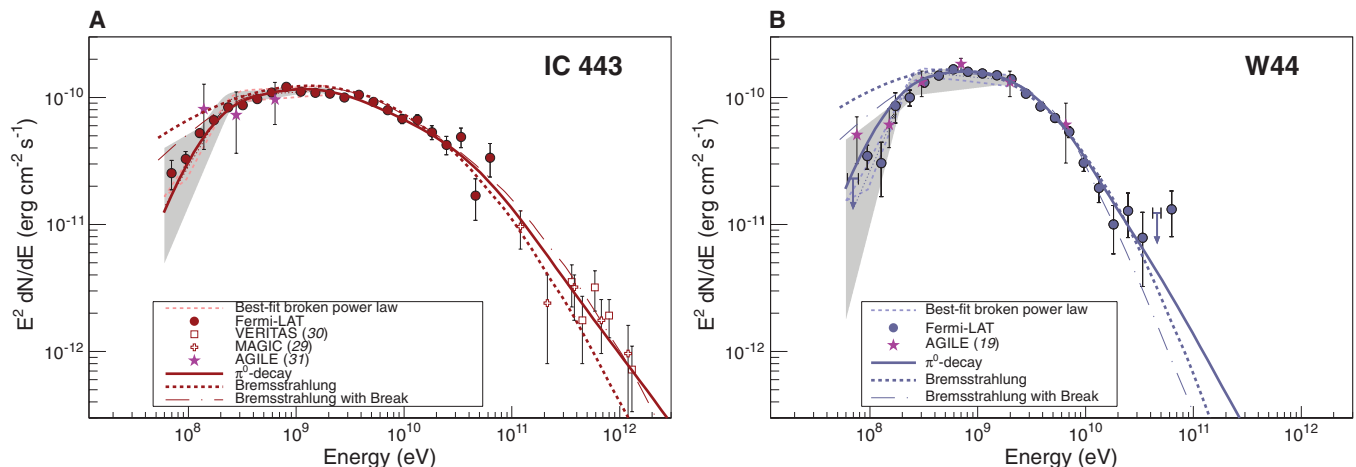 A
IC 443
E² dN/dE (erg cm⁻² s⁻¹)
10⁻¹⁰
10⁻¹¹
10⁻¹²
Best-fit broken power law
Fermi-LAT
VERITAS (30)
MAGIC (29)
AGILE (31)
π⁰-decay
Bremsstrahlung
Bremsstrahlung with Break
10⁸ 10⁹ 10¹⁰ 10¹¹ 10¹²
Energy (eV)
B
W44
E² dN/dE (erg cm⁻² s⁻¹)
10⁻¹⁰
10⁻¹¹
10⁻¹²
Best-fit broken power law
Fermi-LAT
AGILE (19)
π⁰-decay
Bremsstrahlung
Bremsstrahlung with Break
10⁸ 10⁹ 10¹⁰ 10¹¹ 10¹²
Energy (eV)